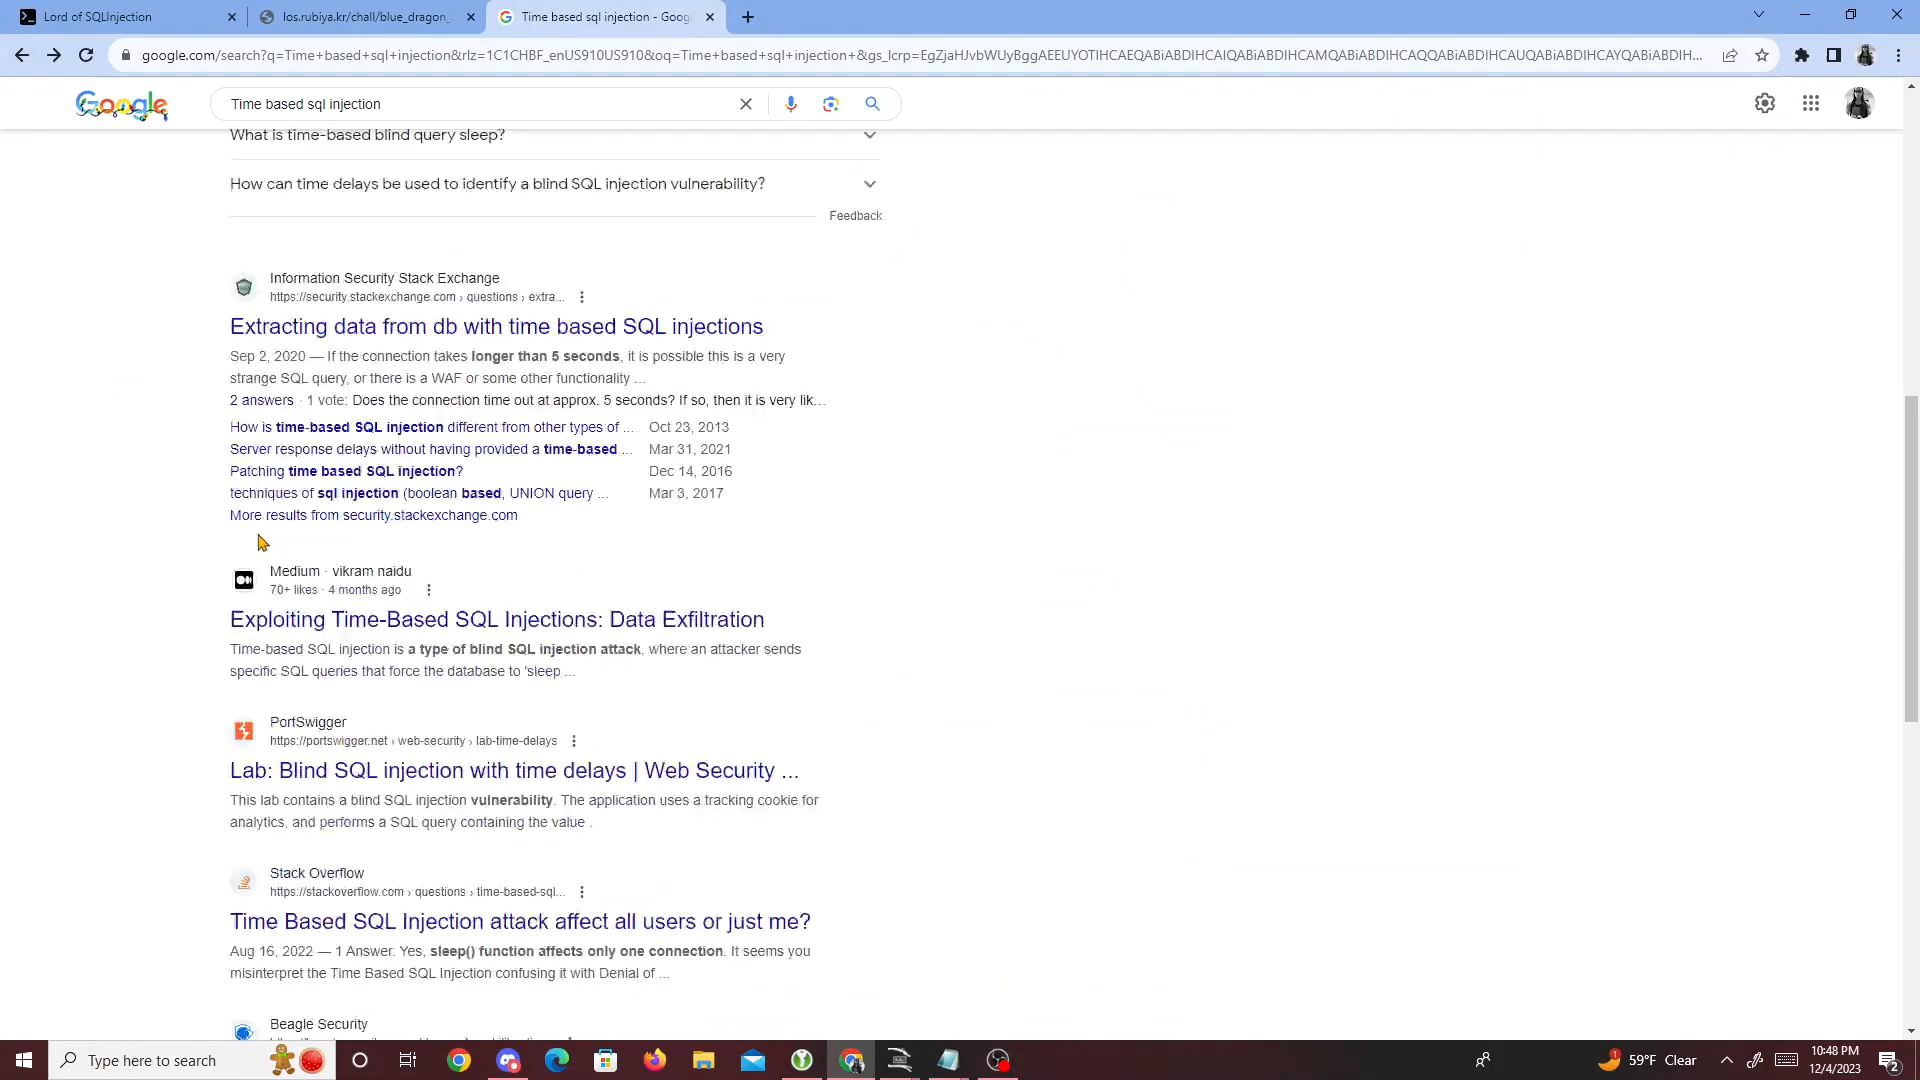 Lord of SQLInjection
los.rubiya.kr/chall/blue_dragon_
Time based sql injection - Goog
google.com/search?q=Time+based+sql+injection&rlz=1C1CHBF_enUS910US910&oq=Time+based+sql+injection+&gs_lcrp=EgZjaHJvbWUyBggAEEUYOTIHCAEQABiABDIHCAIQABiABDIHCAMQABiABDIHCAQQABiABDIHCAUQABiABDIHCAYQABiABDIH...
Google
Time based sql injection
What is time-based blind query sleep?
How can time delays be used to identify a blind SQL injection vulnerability?
Feedback
Information Security Stack Exchange
https://security.stackexchange.com › questions › extra...
Extracting data from db with time based SQL injections
Sep 2, 2020 — If the connection takes longer than 5 seconds, it is possible this is a very
strange SQL query, or there is a WAF or some other functionality ...
2 answers · 1 vote: Does the connection time out at approx. 5 seconds? If so, then it is very lik...
How is time-based SQL injection different from other types of ... Oct 23, 2013
Server response delays without having provided a time-based ... Mar 31, 2021
Patching time based SQL injection? Dec 14, 2016
techniques of sql injection (boolean based, UNION query ... Mar 3, 2017
More results from security.stackexchange.com
Medium · vikram naidu
70+ likes · 4 months ago
Exploiting Time-Based SQL Injections: Data Exfiltration
Time-based SQL injection is a type of blind SQL injection attack, where an attacker sends
specific SQL queries that force the database to 'sleep ...
PortSwigger
https://portswigger.net › web-security › lab-time-delays
Lab: Blind SQL injection with time delays | Web Security ...
This lab contains a blind SQL injection vulnerability. The application uses a tracking cookie for
analytics, and performs a SQL query containing the value .
Stack Overflow
https://stackoverflow.com › questions › time-based-sql...
Time Based SQL Injection attack affect all users or just me?
Aug 16, 2022 — 1 Answer. Yes, sleep() function affects only one connection. It seems you
misinterpret the Time Based SQL Injection confusing it with Denial of ...
Beagle Security
Type here to search
1
59°F Clear
10:48 PM
12/4/2023
2